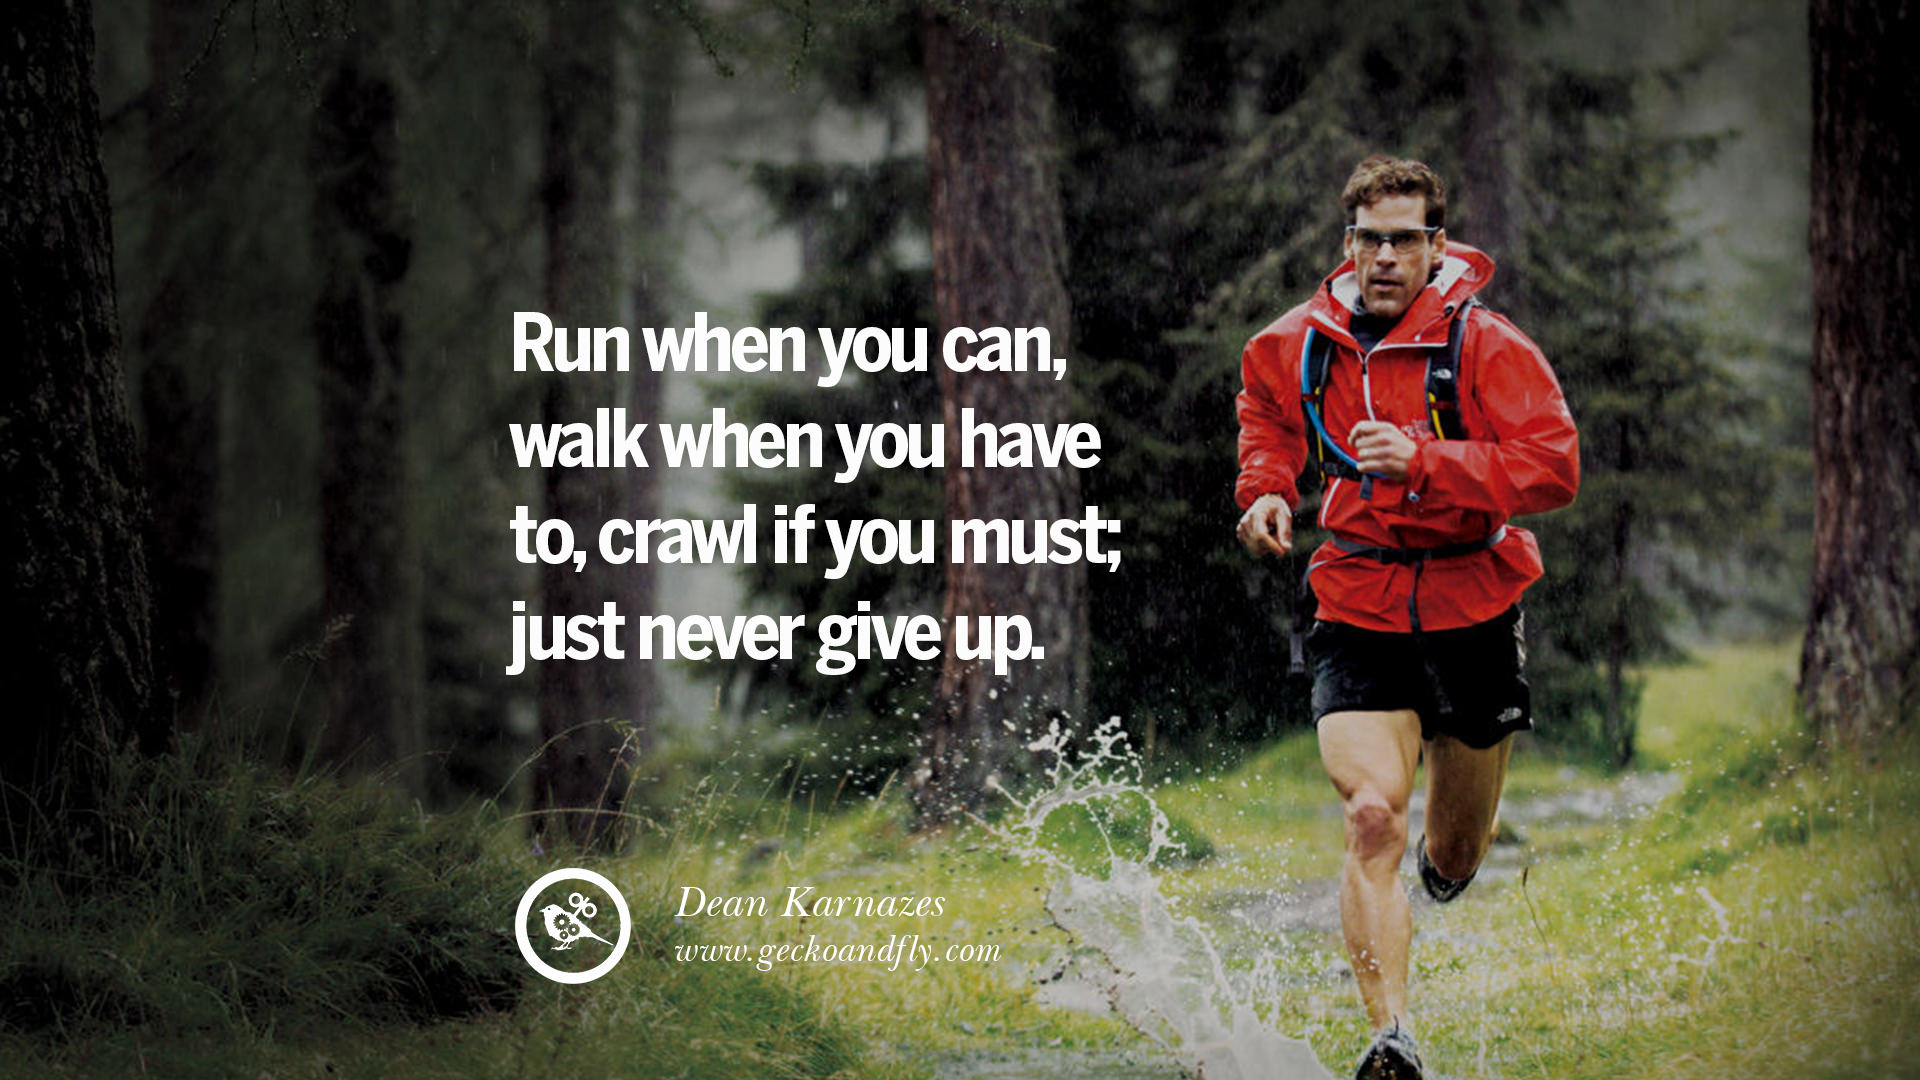 Run when you can,
walk when you have
to, crawl if you must;
just never give up.
Dean Karnazes
www.geckoandfly.com